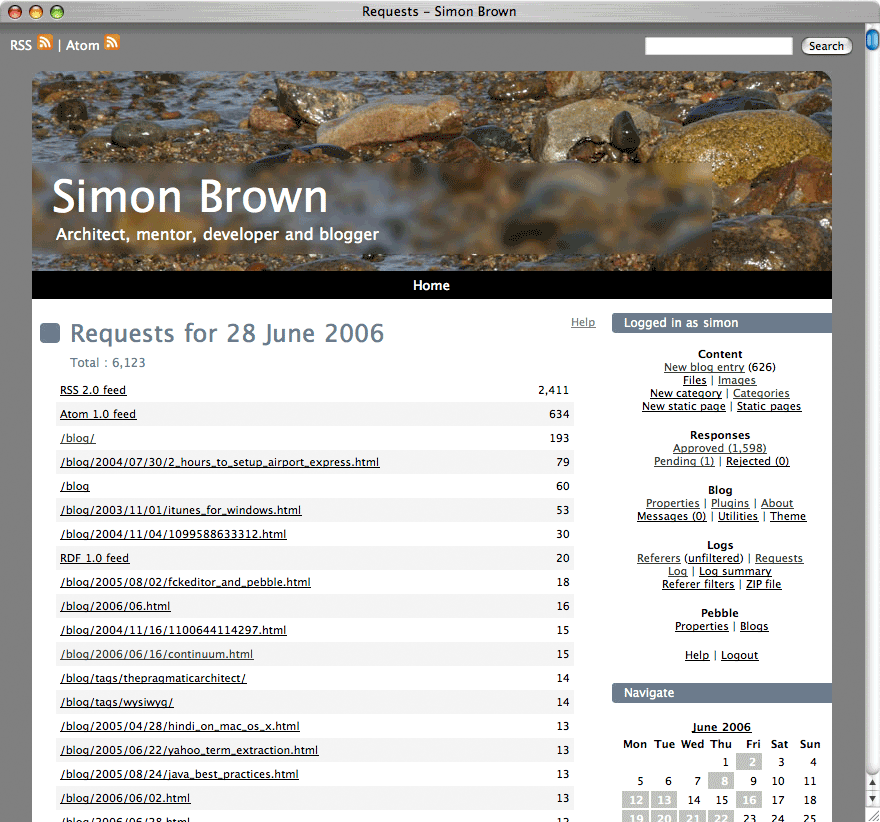 Requests – Simon Brown
RSS | Atom
Search
Simon Brown
Architect, mentor, developer and blogger
Home
Requests for 28 June 2006
Help
Total : 6,123
RSS 2.0 feed 2,411
Atom 1.0 feed 634
/blog/ 193
/blog/2004/07/30/2_hours_to_setup_airport_express.html 79
/blog 60
/blog/2003/11/01/itunes_for_windows.html 53
/blog/2004/11/04/1099588633312.html 30
RDF 1.0 feed 20
/blog/2005/08/02/fckeditor_and_pebble.html 18
/blog/2006/06.html 16
/blog/2004/11/16/1100644114297.html 15
/blog/2006/06/16/continuum.html 15
/blog/tags/thepragmaticarchitect/ 14
/blog/tags/wysiwyg/ 14
/blog/2005/04/28/hindi_on_mac_os_x.html 13
/blog/2005/06/22/yahoo_term_extraction.html 13
/blog/2005/08/24/java_best_practices.html 13
/blog/2006/06/02.html 13
/blog/2006/06/28.html 12
Logged in as simon
Content
New blog entry (626)
Files | Images
New category | Categories
New static page | Static pages
Responses
Approved (1,598)
Pending (1) | Rejected (0)
Blog
Properties | Plugins | About
Messages (0) | Utilities | Theme
Logs
Referers (unfiltered) | Requests
Log | Log summary
Referer filters | ZIP file
Pebble
Properties | Blogs
Help | Logout
Navigate
June 2006
Mon Tue Wed Thu Fri Sat Sun
1 2 3 4
5 6 7 8 9 10 11
12 13 14 15 16 17 18
19 20 21 22 23 24 25